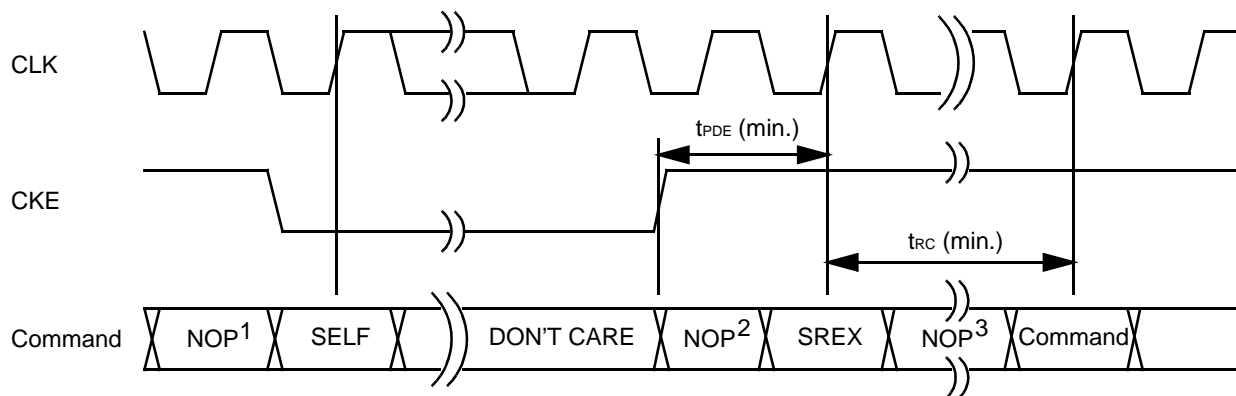 CLK
tPDE (min.)
CKE
tRC (min.)
Command NOP1 SELF DON'T CARE NOP2 SREX NOP3 Command